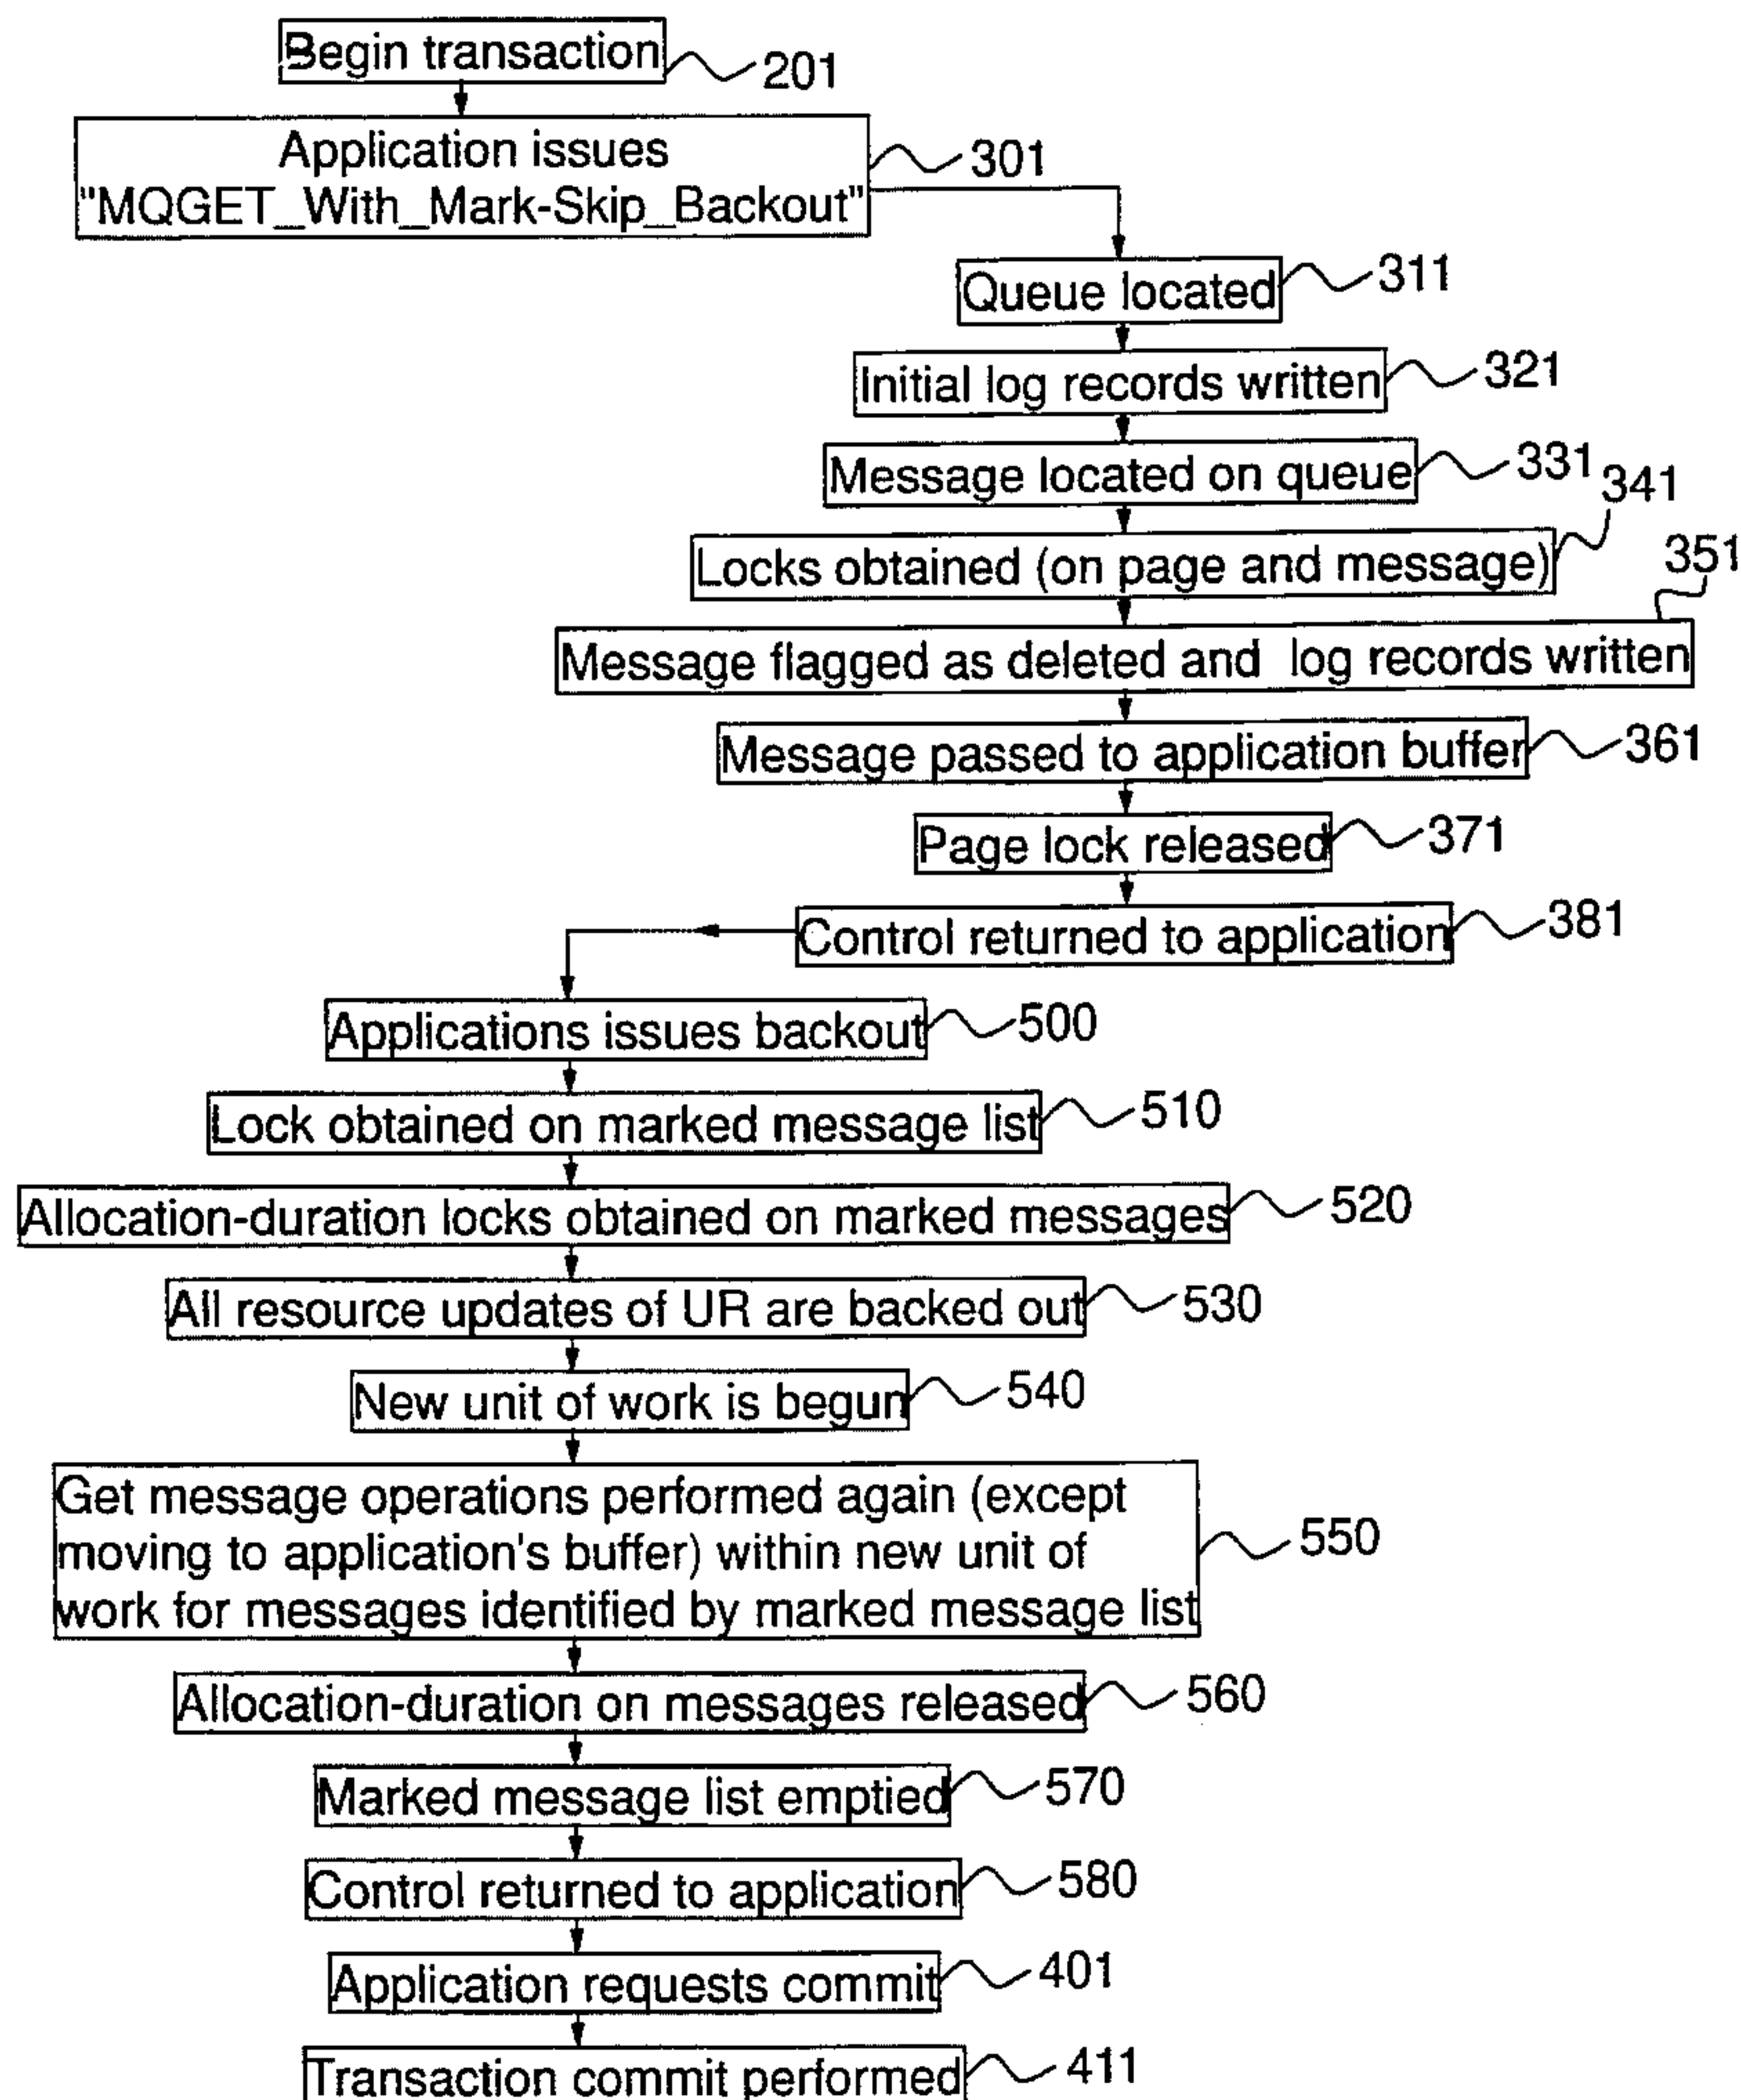 Begin transaction
201
Application issues
"MQGET_With_Mark-Skip_Backout"
301
Queue located
311
Initial log records written
321
Message located on queue
331
Locks obtained (on page and message)
341
Message flagged as deleted and log records written
351
Message passed to application buffer
361
Page lock released
371
Control returned to application
381
Applications issues backout
500
Lock obtained on marked message list
510
Allocation-duration locks obtained on marked messages
520
All resource updates of UR are backed out
530
New unit of work is begun
540
Get message operations performed again (except
moving to application's buffer) within new unit of
work for messages identified by marked message list
550
Allocation-duration on messages released
560
Marked message list emptied
570
Control returned to application
580
Application requests commit
401
Transaction commit performed
411